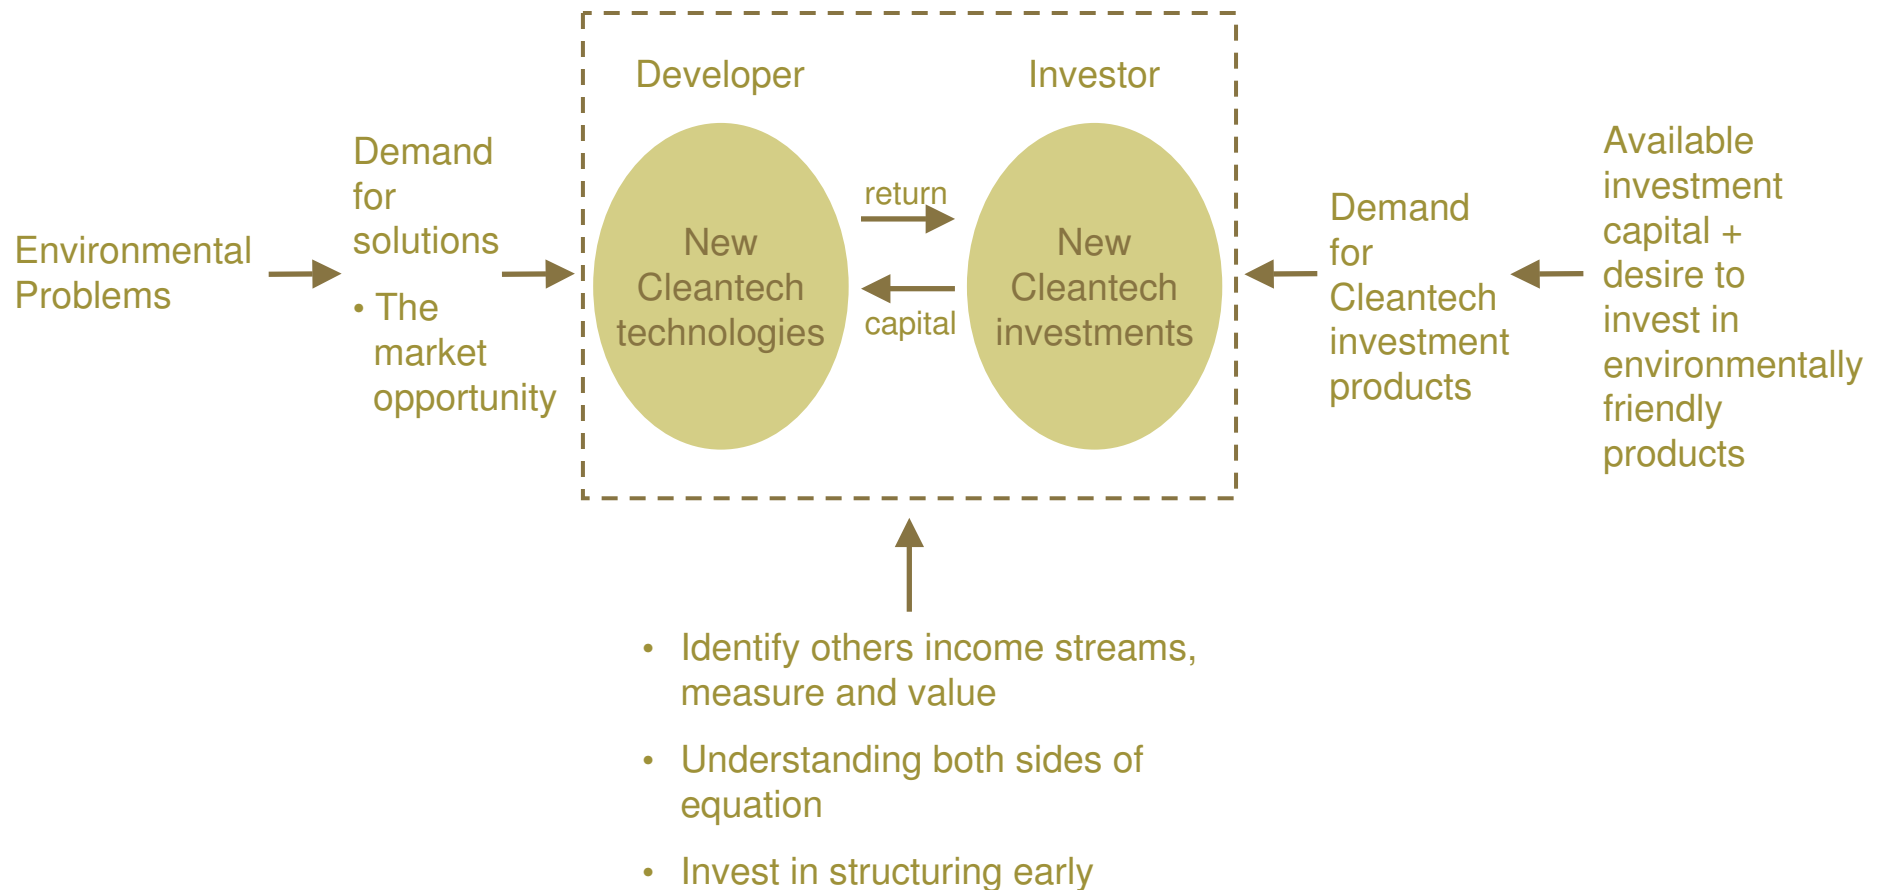 Developer
Investor
Environmental
Problems
Demand
for
solutions
• The
market
opportunity
New
Cleantech
technologies
return
capital
New
Cleantech
investments
Demand
for
Cleantech
investment
products
Available
investment
capital +
desire to
invest in
environmentally
friendly
products
• Identify others income streams,
measure and value
• Understanding both sides of
equation
• Invest in structuring early